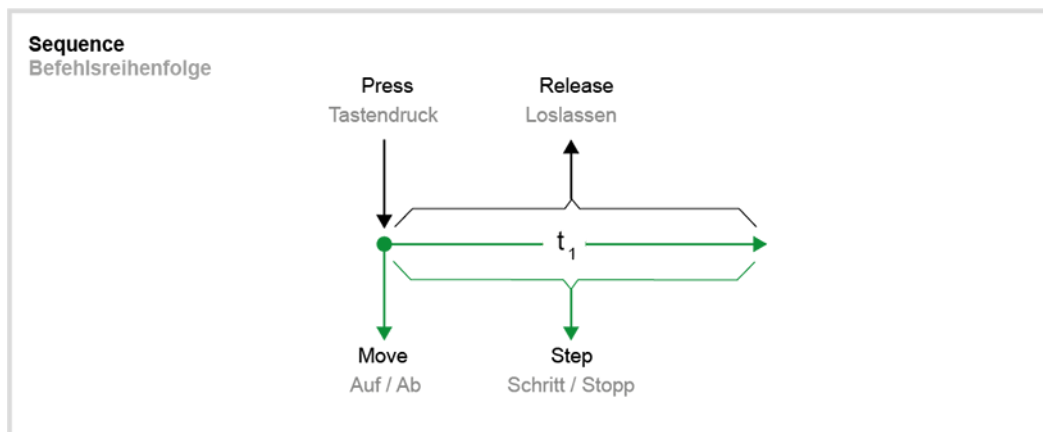 Sequence
Befehlsreihenfolge
Press Release
Tastendruck Loslassen
t1
Move Step
Auf / Ab Schritt / Stopp